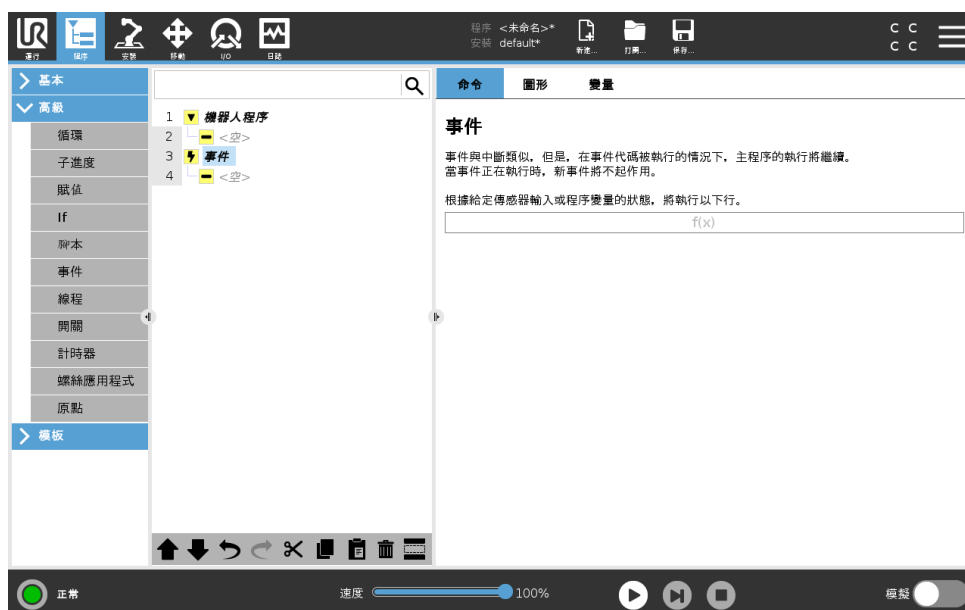 UR
運行
程序
安裝
移動
I/O
日誌
程序 <未命名>*
安裝 default*
新建...
打開...
保存...
C C
C C
基本
高級
循環
子進度
賦值
If
腳本
事件
線程
開關
計時器
螺絲應用程式
原點
模板
1 機器人程序
2 <空>
3 事件
4 <空>
命令 圖形 變量
事件
事件與中斷類似，但是，在事件代碼被執行的情況下，主程序的執行將繼續。
當事件正在執行時，新事件將不起作用。
根據給定傳感器輸入或程序變量的狀態，將執行以下行。
f(x)
正常
速度 100%
模擬